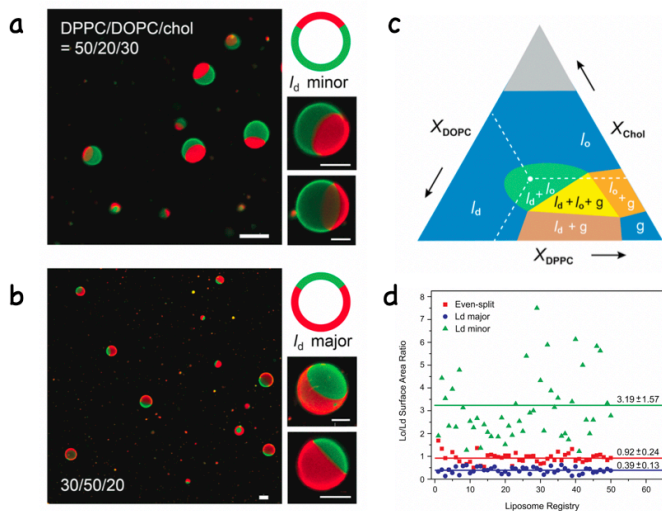 a
DPPC/DOPC/chol
= 50/20/30
ld minor
b
30/50/20
ld major
c
XDOPC
XChol
lo
ld + lo
ld
ld + lo + g
lo + g
ld + g
g
XDPPC
d
Even-split
Ld major
Ld minor
Lo/Ld Surface Area Ratio
8
7
6
5
4
3
2
1
0
3.19±1.57
0.92±0.24
0.39±0.13
0 10 20 30 40 50 60
Liposome Registry